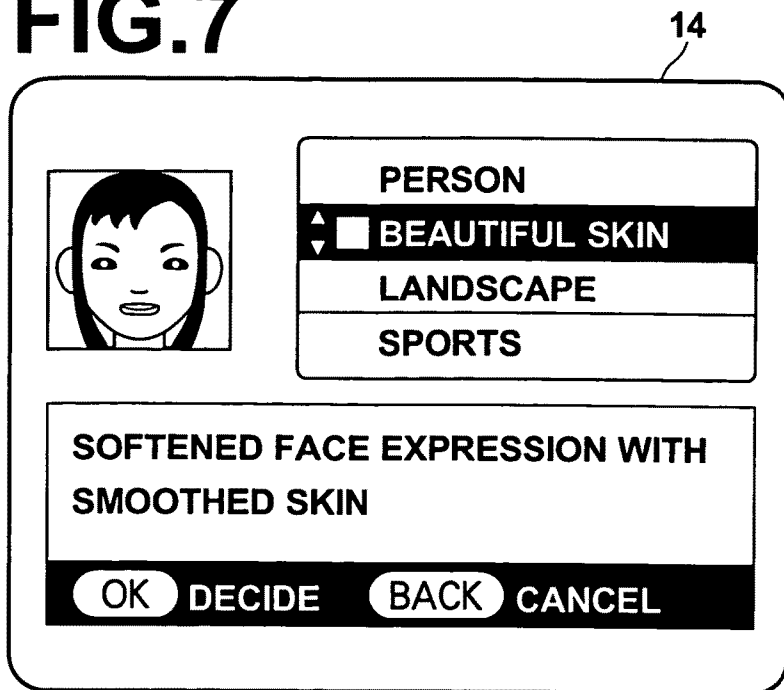 FIG.7
14
PERSON
BEAUTIFUL SKIN
LANDSCAPE
SPORTS
SOFTENED FACE EXPRESSION WITH
SMOOTHED SKIN
OK DECIDE BACK CANCEL